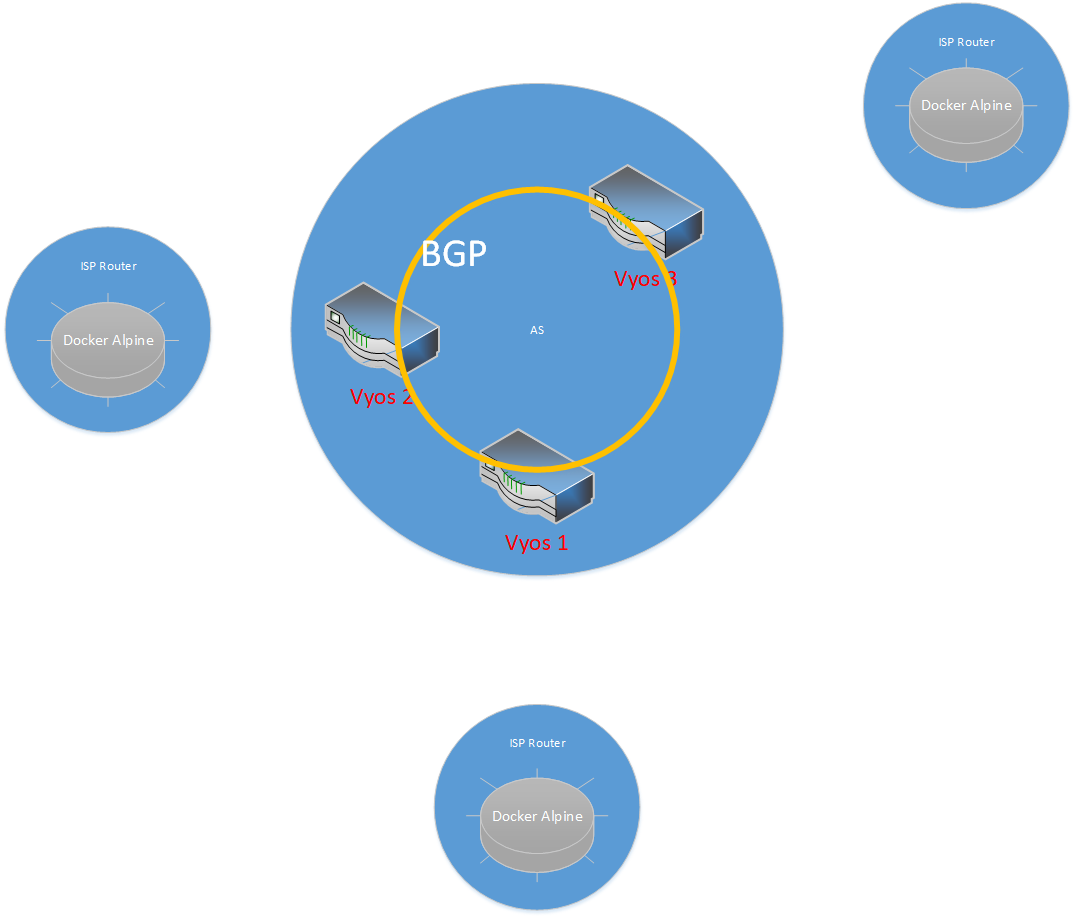 ISP Router
Docker Alpine
BGP
Vyos 3
ISP Router
Docker Alpine
AS
Vyos 2
Vyos 1
ISP Router
Docker Alpine